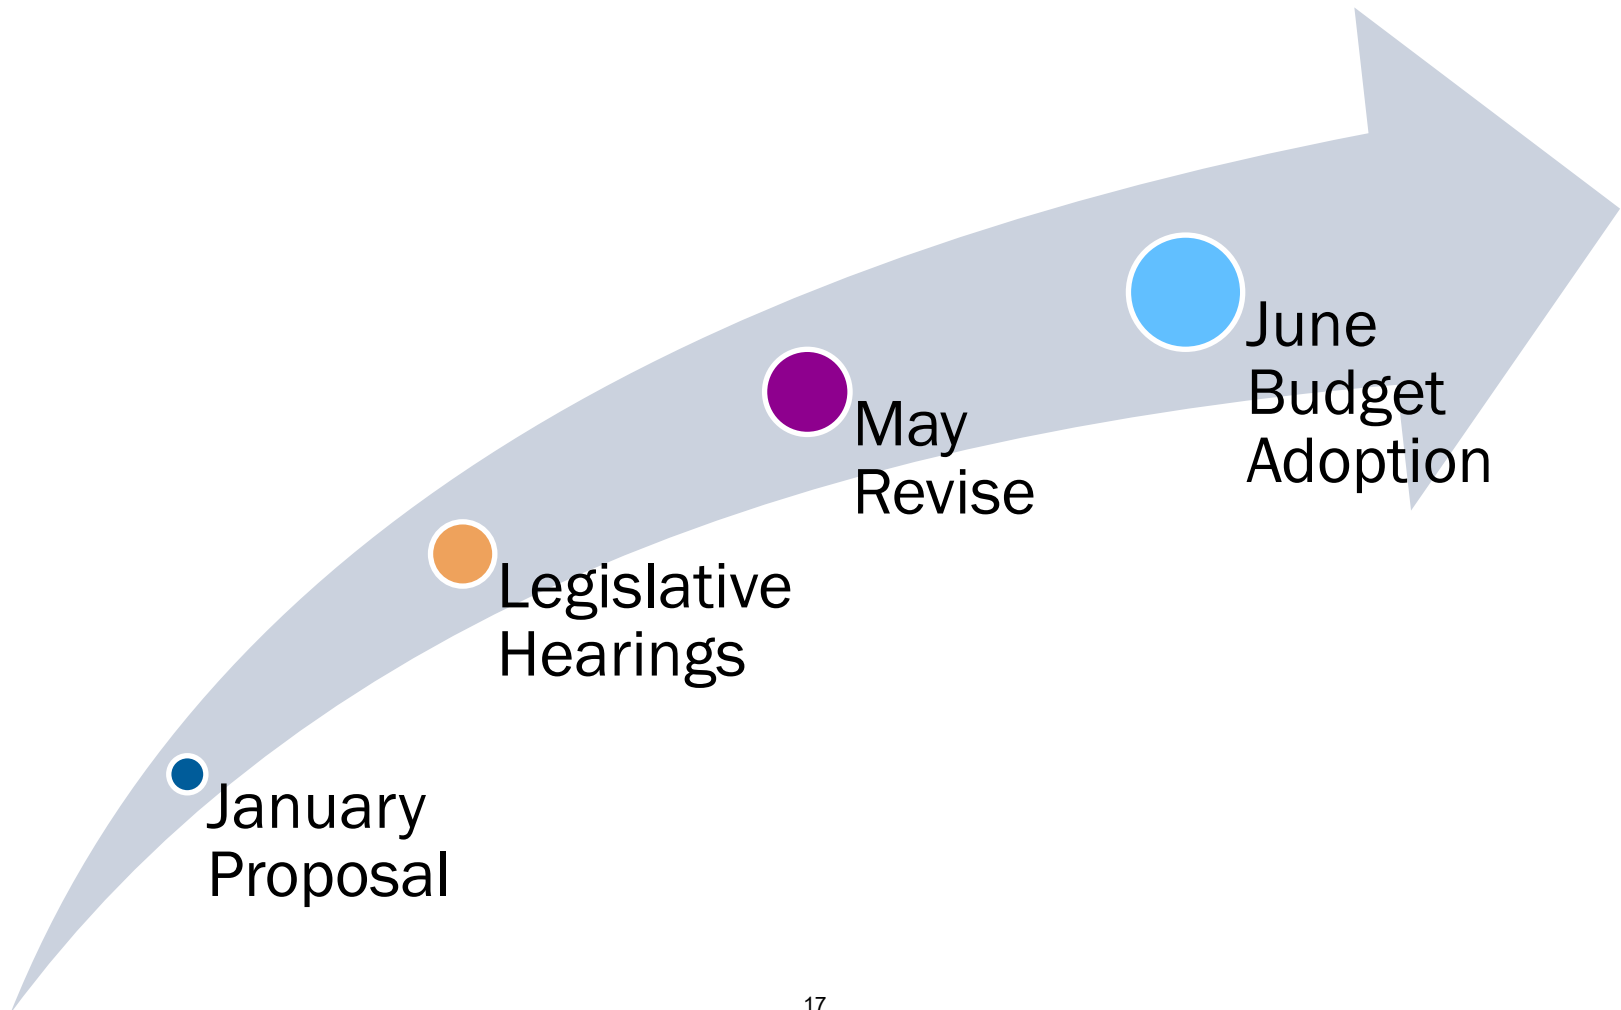 January
Proposal
Legislative
Hearings
May
Revise
June
Budget
Adoption
17